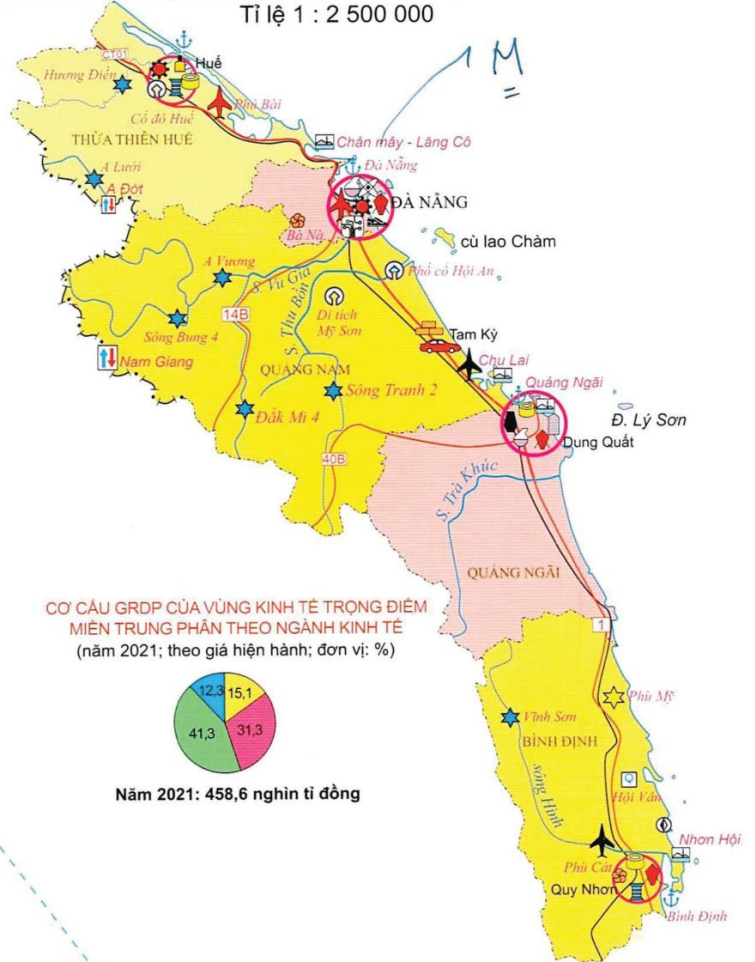 Tỉ lệ 1 : 2 500 000
M
CT01
Huế
Hương Điền
Cố đô Huế
Phú Bài
THỪA THIÊN HUẾ
Chân mây - Lăng Cô
A Lưới
Đà Nẵng
A Đớt
ĐÀ NẴNG
Bà Nà
cù lao Chàm
A Vương
S. Vu Gia
Phố cổ Hội An
S. Thu Bồn
Di tích
Mỹ Sơn
14B
Sông Bung 4
Tam Kỳ
Nam Giang
Chu Lai
QUẢNG NAM
Quảng Ngãi
Sông Tranh 2
Đắk Mi 4
Đ. Lý Sơn
Dung Quất
40B
S. Trà Khúc
QUẢNG NGÃI
CƠ CẤU GRDP CỦA VÙNG KINH TẾ TRỌNG ĐIỂM
MIỀN TRUNG PHÂN THEO NGÀNH KINH TẾ
(năm 2021; theo giá hiện hành; đơn vị: %)
1
12,3
15,1
41,3
31,3
Phù Mỹ
Vĩnh Sơn
BÌNH ĐỊNH
Năm 2021: 458,6 nghìn tỉ đồng
sông Hinh
Hội Vân
Nhơn Hội
Phù Cát
Quy Nhơn
Bình Định